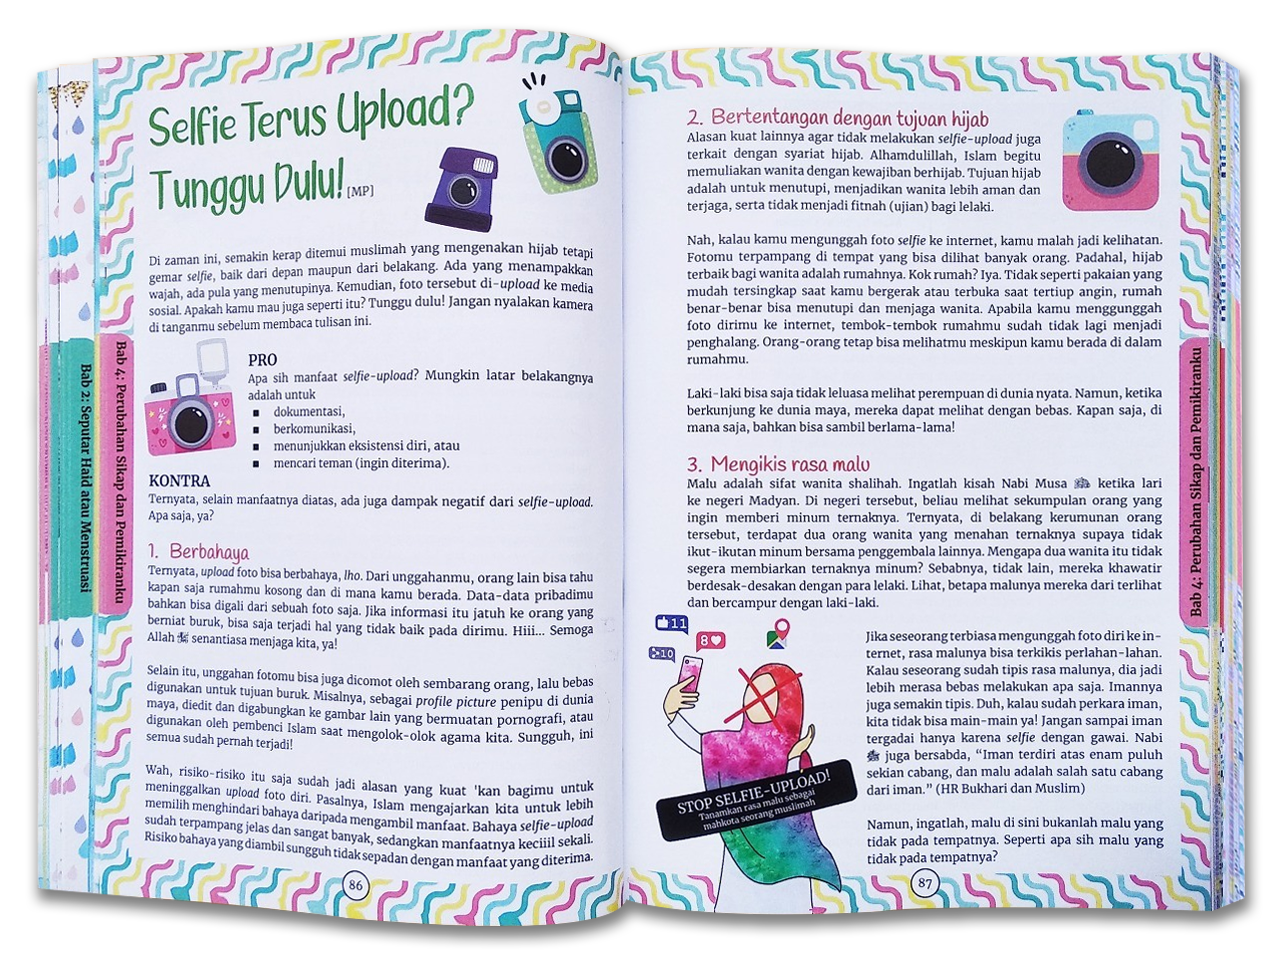 Selfie Terus Upload?
Tunggu Dulu! [MP]
Di zaman ini, semakin kerap ditemui muslimah yang mengenakan hijab tetapi
gemar selfie, baik dari depan maupun dari belakang. Ada yang menampakkan
wajah, ada pula yang menutupinya. Kemudian, foto tersebut di-upload ke media
sosial. Apakah kamu mau juga seperti itu? Tunggu dulu! Jangan nyalakan kamera
di tanganmu sebelum membaca tulisan ini.
PRO
Apa sih manfaat selfie-upload? Mungkin latar belakangnya
adalah untuk
▪ dokumentasi,
▪ berkomunikasi,
▪ menunjukkan eksistensi diri, atau
▪ mencari teman (ingin diterima).
KONTRA
Ternyata, selain manfaatnya diatas, ada juga dampak negatif dari selfie-upload.
Apa saja, ya?
1. Berbahaya
Ternyata, upload foto bisa berbahaya, lho. Dari unggahanmu, orang lain bisa tahu
kapan saja rumahmu kosong dan di mana kamu berada. Data-data pribadimu
bahkan bisa digali dari sebuah foto saja. Jika informasi itu jatuh ke orang yang
berniat buruk, bisa saja terjadi hal yang tidak baik pada dirimu. Hiii... Semoga
Allah senantiasa menjaga kita, ya!
Selain itu, unggahan fotomu bisa juga dicomot oleh sembarang orang, lalu bebas
digunakan untuk tujuan buruk. Misalnya, sebagai profile picture penipu di dunia
maya, diedit dan digabungkan ke gambar lain yang bermuatan pornografi, atau
digunakan oleh pembenci Islam saat mengolok-olok agama kita. Sungguh, ini
semua sudah pernah terjadi!
Wah, risiko-risiko itu saja sudah jadi alasan yang kuat 'kan bagimu untuk
meninggalkan upload foto diri. Pasalnya, Islam mengajarkan kita untuk lebih
memilih menghindari bahaya daripada mengambil manfaat. Bahaya selfie-upload
sudah terpampang jelas dan sangat banyak, sedangkan manfaatnya keciiil sekali.
Risiko bahaya yang diambil sungguh tidak sepadan dengan manfaat yang diterima.
86
Bab 4: Perubahan Sikap dan Pemikiranku
Bab 2: Seputar Haid atau Menstruasi
2. Bertentangan dengan tujuan hijab
Alasan kuat lainnya agar tidak melakukan selfie-upload juga
terkait dengan syariat hijab. Alhamdulillah, Islam begitu
memuliakan wanita dengan kewajiban berhijab. Tujuan hijab
adalah untuk menutupi, menjadikan wanita lebih aman dan
terjaga, serta tidak menjadi fitnah (ujian) bagi lelaki.
Nah, kalau kamu mengunggah foto selfie ke internet, kamu malah jadi kelihatan.
Fotomu terpampang di tempat yang bisa dilihat banyak orang. Padahal, hijab
terbaik bagi wanita adalah rumahnya. Kok rumah? Iya. Tidak seperti pakaian yang
mudah tersingkap saat kamu bergerak atau terbuka saat tertiup angin, rumah
benar-benar bisa menutupi dan menjaga wanita. Apabila kamu menggunggah
foto dirimu ke internet, tembok-tembok rumahmu sudah tidak lagi menjadi
penghalang. Orang-orang tetap bisa melihatmu meskipun kamu berada di dalam
rumahmu.
Laki-laki bisa saja tidak leluasa melihat perempuan di dunia nyata. Namun, ketika
berkunjung ke dunia maya, mereka dapat melihat dengan bebas. Kapan saja, di
mana saja, bahkan bisa sambil berlama-lama!
3. Mengikis rasa malu
Malu adalah sifat wanita shalihah. Ingatlah kisah Nabi Musa ketika lari
ke negeri Madyan. Di negeri tersebut, beliau melihat sekumpulan orang yang
ingin memberi minum ternaknya. Ternyata, di belakang kerumunan orang
tersebut, terdapat dua orang wanita yang menahan ternaknya supaya tidak
ikut-ikutan minum bersama penggembala lainnya. Mengapa dua wanita itu tidak
segera membiarkan ternaknya minum? Sebabnya, tidak lain, mereka khawatir
berdesak-desakan dengan para lelaki. Lihat, betapa malunya mereka dari terlihat
dan bercampur dengan laki-laki.
11
8
10
STOP SELFIE-UPLOAD!
Tanamkan rasa malu sebagai
mahkota seorang muslimah
Jika seseorang terbiasa mengunggah foto diri ke in-
ternet, rasa malunya bisa terkikis perlahan-lahan.
Kalau seseorang sudah tipis rasa malunya, dia jadi
lebih merasa bebas melakukan apa saja. Imannya
juga semakin tipis. Duh, kalau sudah perkara iman,
kita tidak bisa main-main ya! Jangan sampai iman
tergadai hanya karena selfie dengan gawai. Nabi
ﷺ juga bersabda, “Iman terdiri atas enam puluh
sekian cabang, dan malu adalah salah satu cabang
dari iman.” (HR Bukhari dan Muslim)
Namun, ingatlah, malu di sini bukanlah malu yang
tidak pada tempatnya. Seperti apa sih malu yang
tidak pada tempatnya?
87
Bab 4: Perubahan Sikap dan Pemikiranku